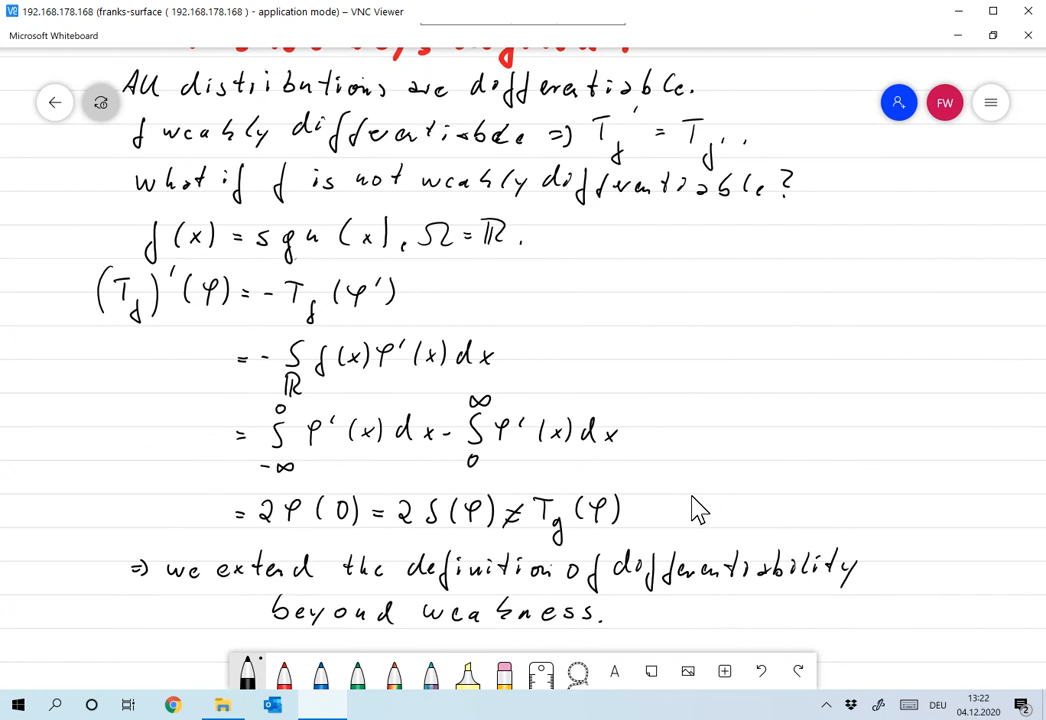 192.168.178.168 (franks-surface ( 192.168.178.168 ) - application mode) – VNC Viewer
Microsoft Whiteboard
All distributions are differentiable.
f weakly differentiable => T_f' = T_f'.
What if f is not weakly differentiable?
f(x) = sgn(x), Ω = ℝ.
(T_f)'(φ) = - T_f(φ')
= - ∫_ℝ f(x) φ'(x) dx
= ∫_{-∞}^0 φ'(x) dx - ∫_0^∞ φ'(x) dx
= 2φ(0) = 2δ(φ) ≠ T_g(φ)
=> we extend the definition of differentiability
beyond weakness.
FW
A
DEU
13:22
04.12.2020
2